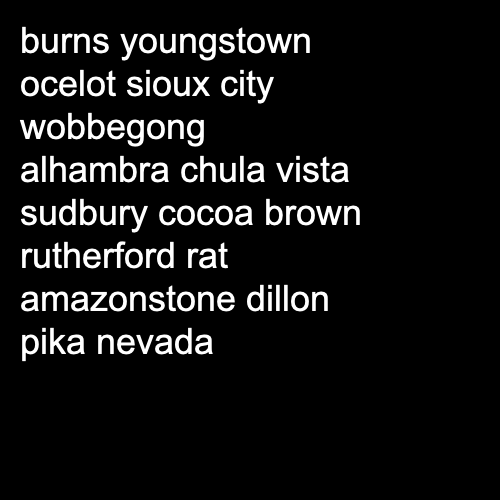 burns youngstown
ocelot sioux city
wobbegong
alhambra chula vista
sudbury cocoa brown
rutherford rat
amazonstone dillon
pika nevada